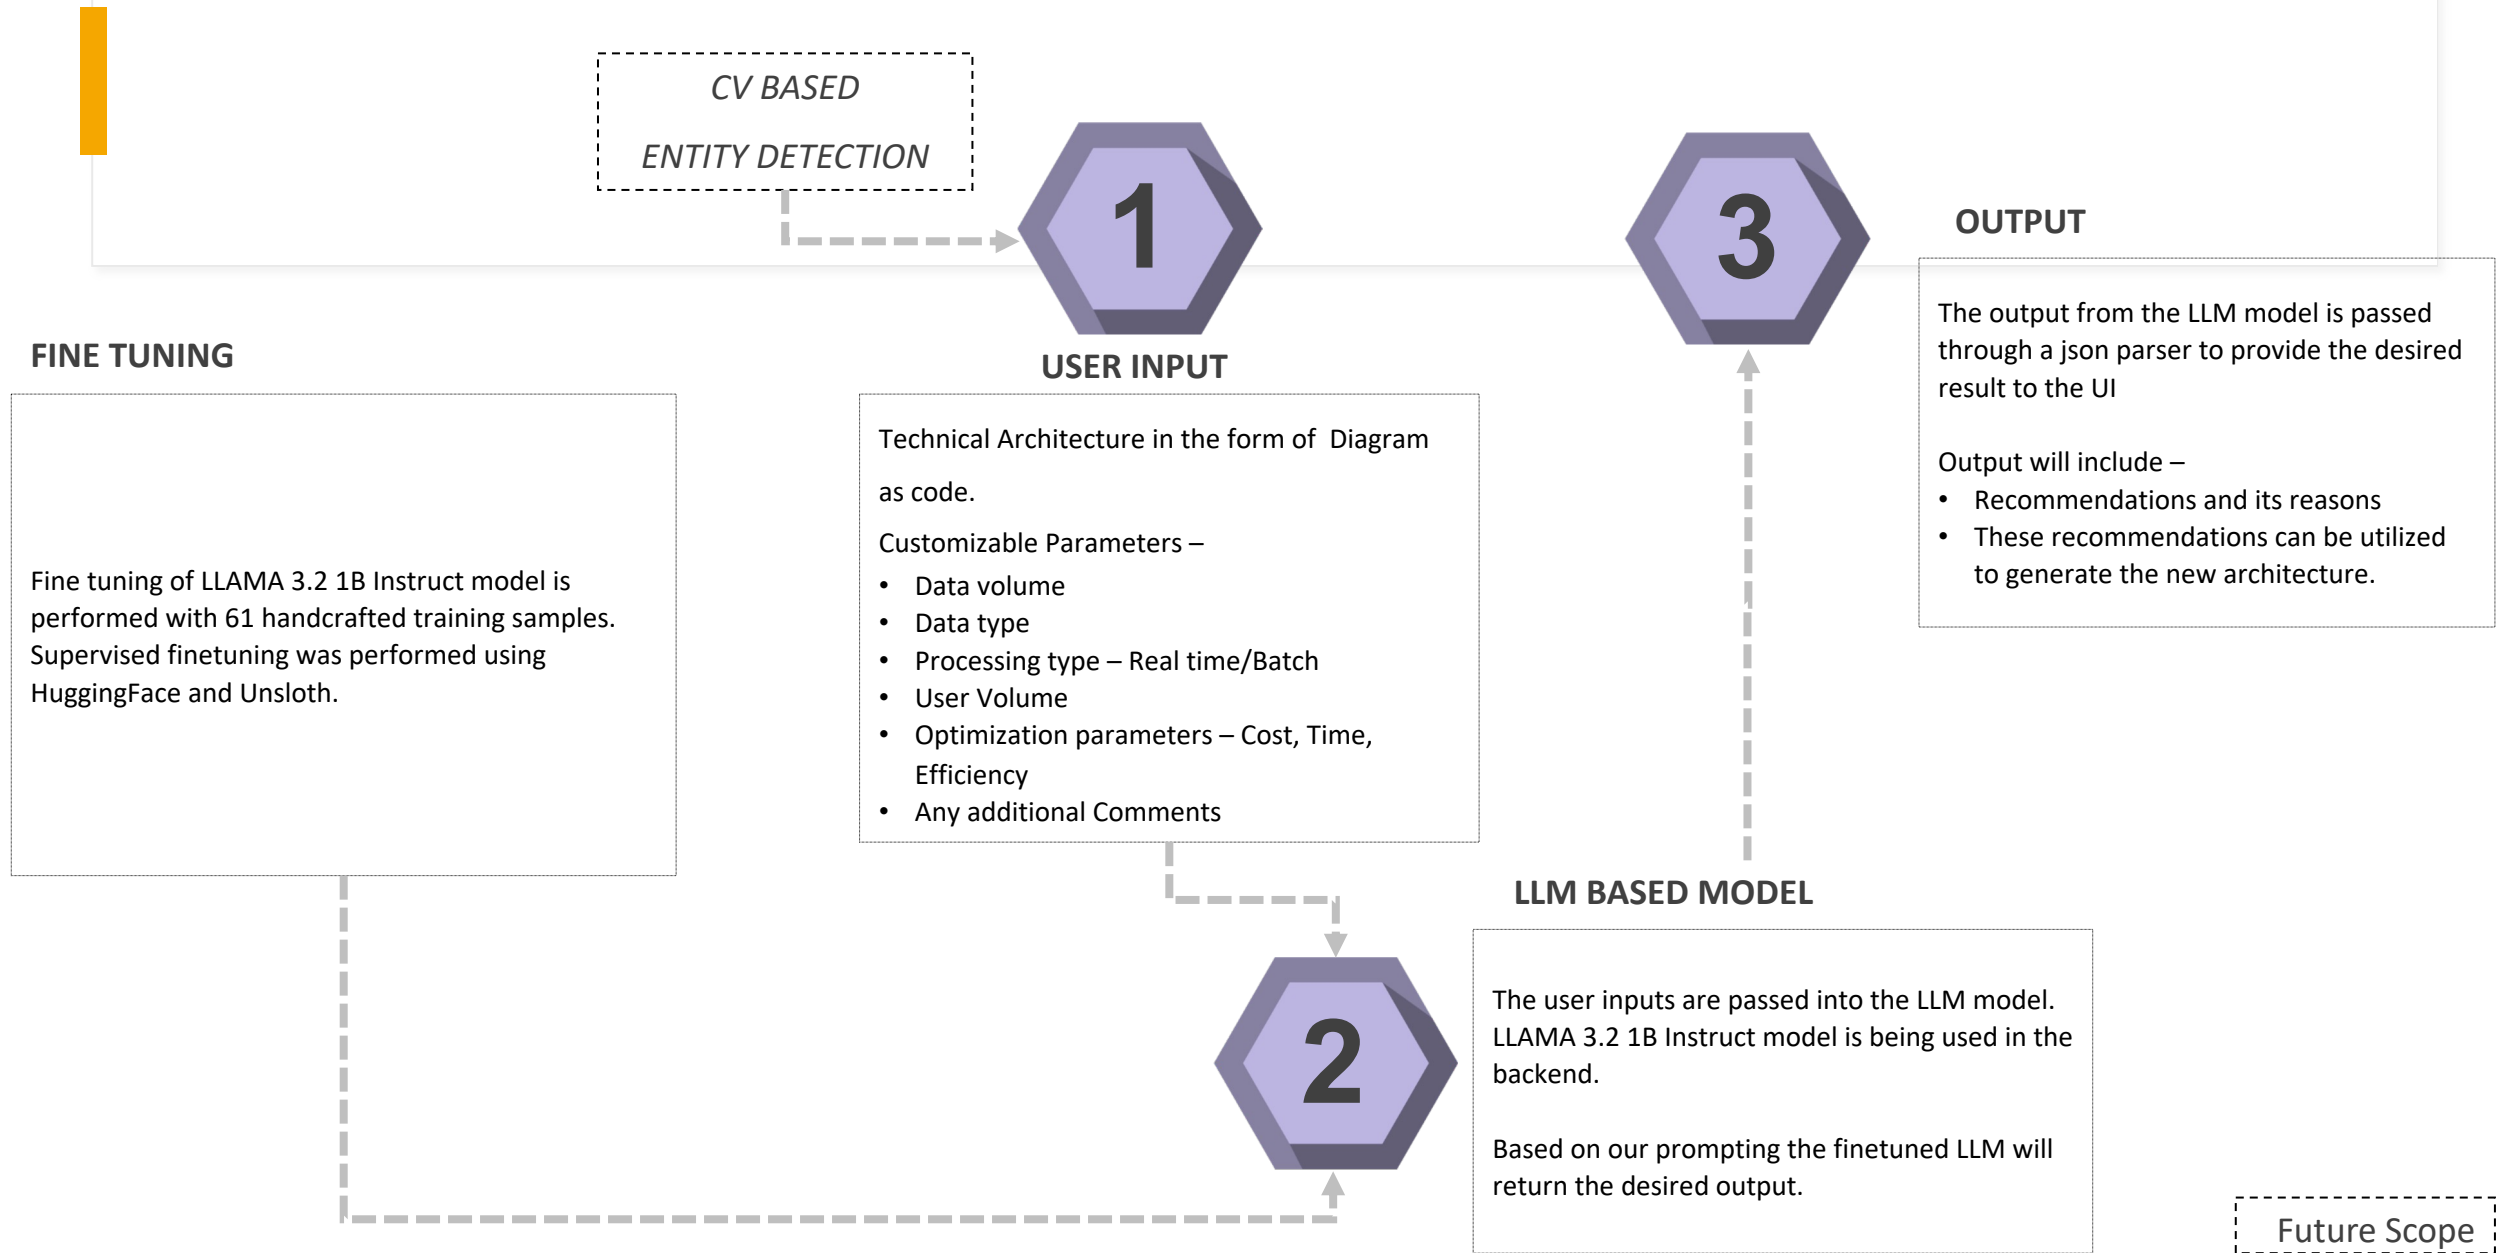 CV BASED
ENTITY DETECTION
1
3
OUTPUT
The output from the LLM model is passed
through a json parser to provide the desired
result to the UI
Output will include –
• Recommendations and its reasons
• These recommendations can be utilized
to generate the new architecture.
FINE TUNING
Fine tuning of LLAMA 3.2 1B Instruct model is
performed with 61 handcrafted training samples.
Supervised finetuning was performed using
HuggingFace and Unsloth.
USER INPUT
Technical Architecture in the form of Diagram
as code.
Customizable Parameters –
• Data volume
• Data type
• Processing type – Real time/Batch
• User Volume
• Optimization parameters – Cost, Time,
Efficiency
• Any additional Comments
LLM BASED MODEL
2
The user inputs are passed into the LLM model.
LLAMA 3.2 1B Instruct model is being used in the
backend.
Based on our prompting the finetuned LLM will
return the desired output.
Future Scope